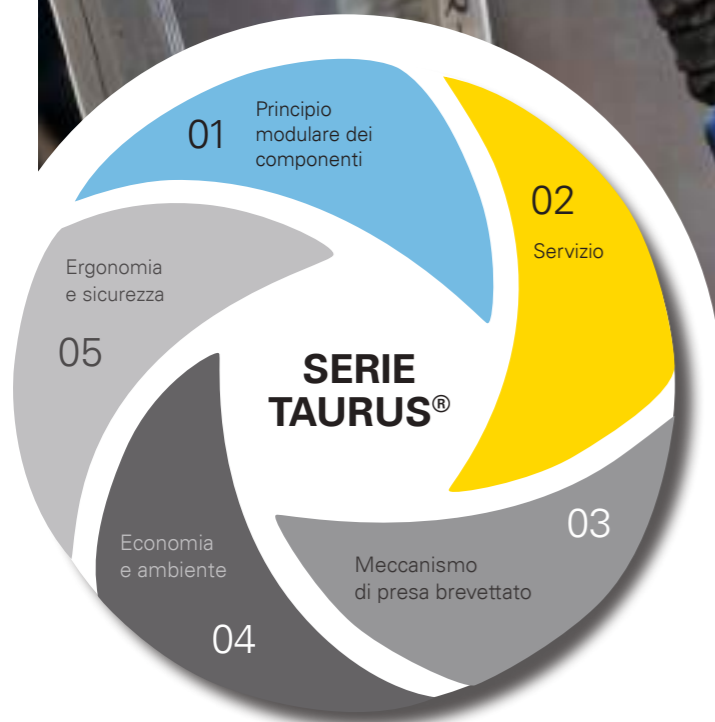 01
Principio
modulare dei
componenti
02
Servizio
03
Meccanismo
di presa brevettato
04
Economia
e ambiente
05
Ergonomia
e sicurezza
SERIE
TAURUS®